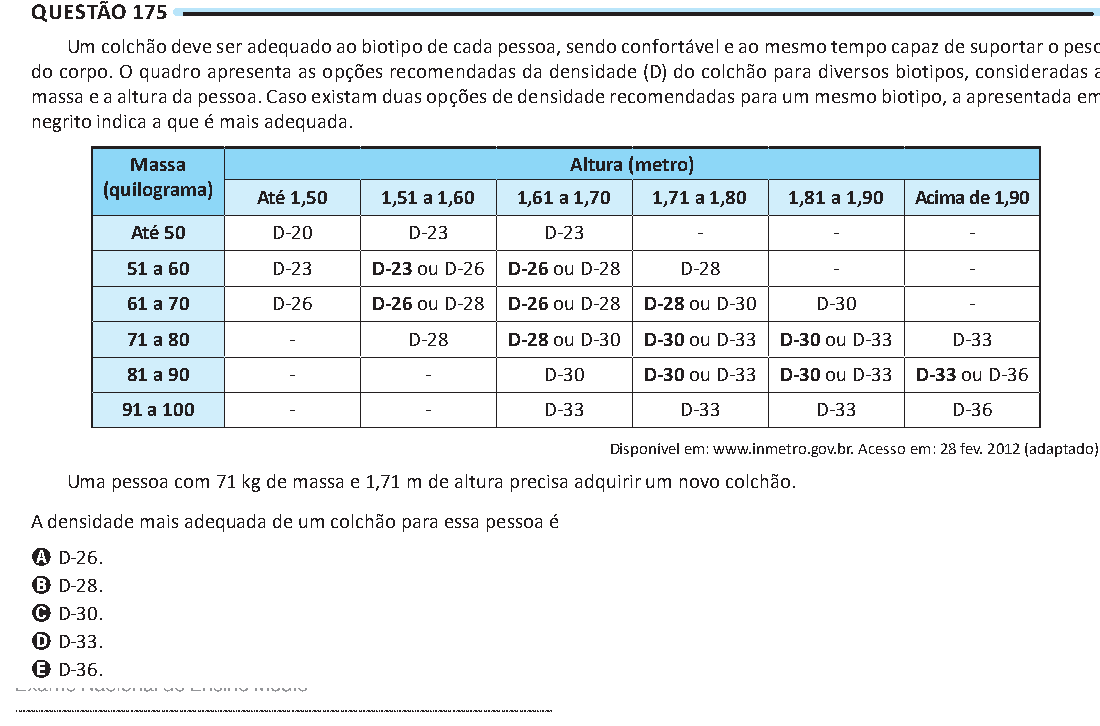 QUESTÃO 175
Um colchão deve ser adequado ao biotipo de cada pessoa, sendo confortável e ao mesmo tempo capaz de suportar o peso
do corpo. O quadro apresenta as opções recomendadas da densidade (D) do colchão para diversos biotipos, consideradas a
massa e a altura da pessoa. Caso existam duas opções de densidade recomendadas para um mesmo biotipo, a apresentada em
negrito indica a que é mais adequada.
Massa (quilograma) Altura (metro)
Até 1,50 1,51 a 1,60 1,61 a 1,70 1,71 a 1,80 1,81 a 1,90 Acima de 1,90
Até 50 D-20 D-23 D-23 - - -
51 a 60 D-23 D-23 ou D-26 D-26 ou D-28 D-28 - -
61 a 70 D-26 D-26 ou D-28 D-26 ou D-28 D-28 ou D-30 D-30 -
71 a 80 - D-28 D-28 ou D-30 D-30 ou D-33 D-30 ou D-33 D-33
81 a 90 - - D-30 D-30 ou D-33 D-30 ou D-33 D-33 ou D-36
91 a 100 - - D-33 D-33 D-33 D-36
Disponível em: www.inmetro.gov.br. Acesso em: 28 fev. 2012 (adaptado)
Uma pessoa com 71 kg de massa e 1,71 m de altura precisa adquirir um novo colchão.
A densidade mais adequada de um colchão para essa pessoa é
A D-26.
B D-28.
C D-30.
D D-33.
E D-36.
Exame Nacional do Ensino Médio